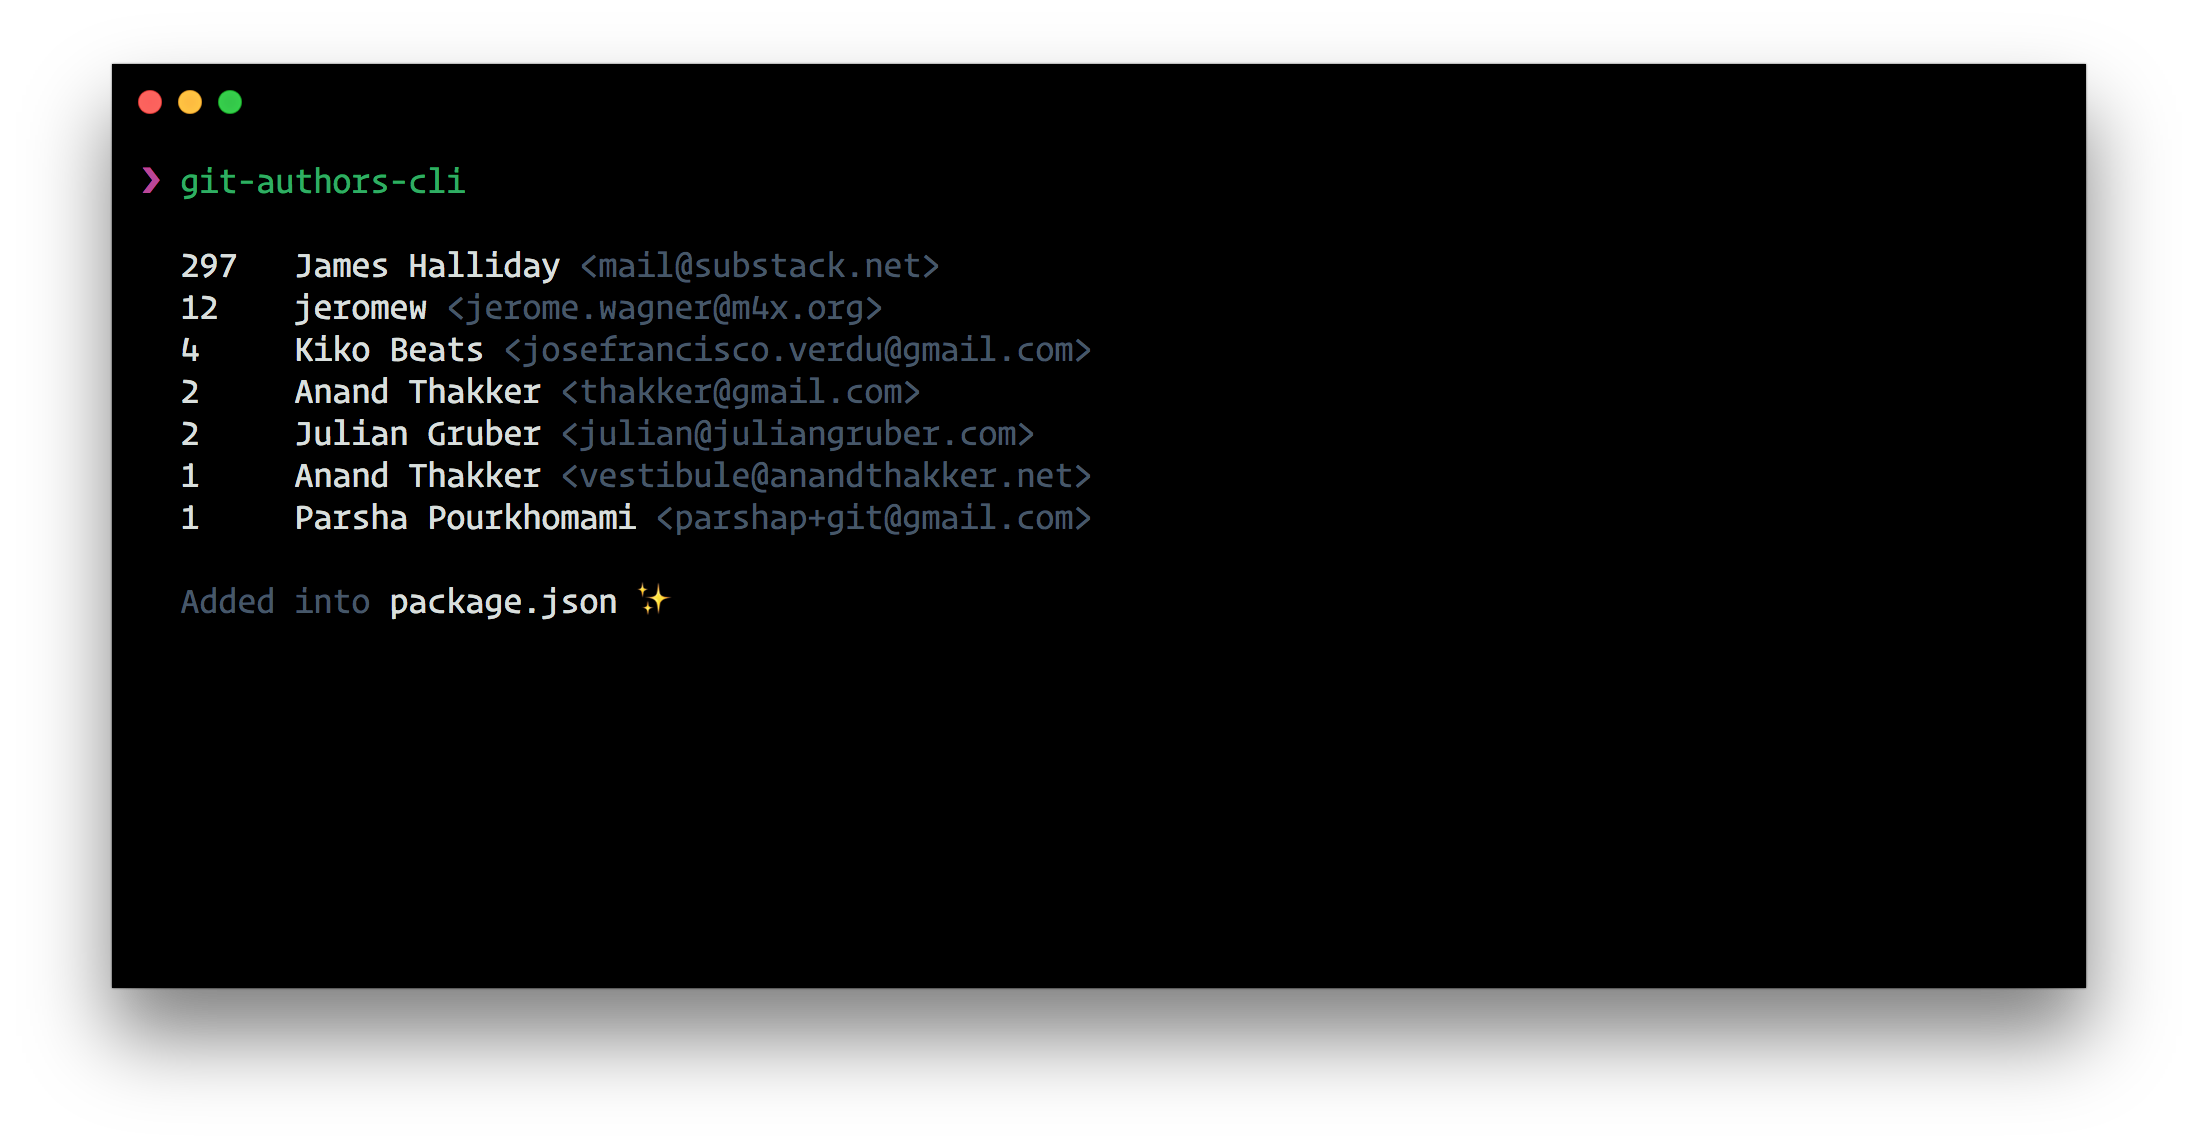 ❯ git-authors-cli
297 James Halliday <mail@substack.net>
12 jeromew <jerome.wagner@m4x.org>
4 Kiko Beats <josefrancisco.verdu@gmail.com>
2 Anand Thakker <thakker@gmail.com>
2 Julian Gruber <julian@juliangruber.com>
1 Anand Thakker <vestibule@anandthakker.net>
1 Parsha Pourkhomami <parshap+git@gmail.com>
Added into package.json ✨